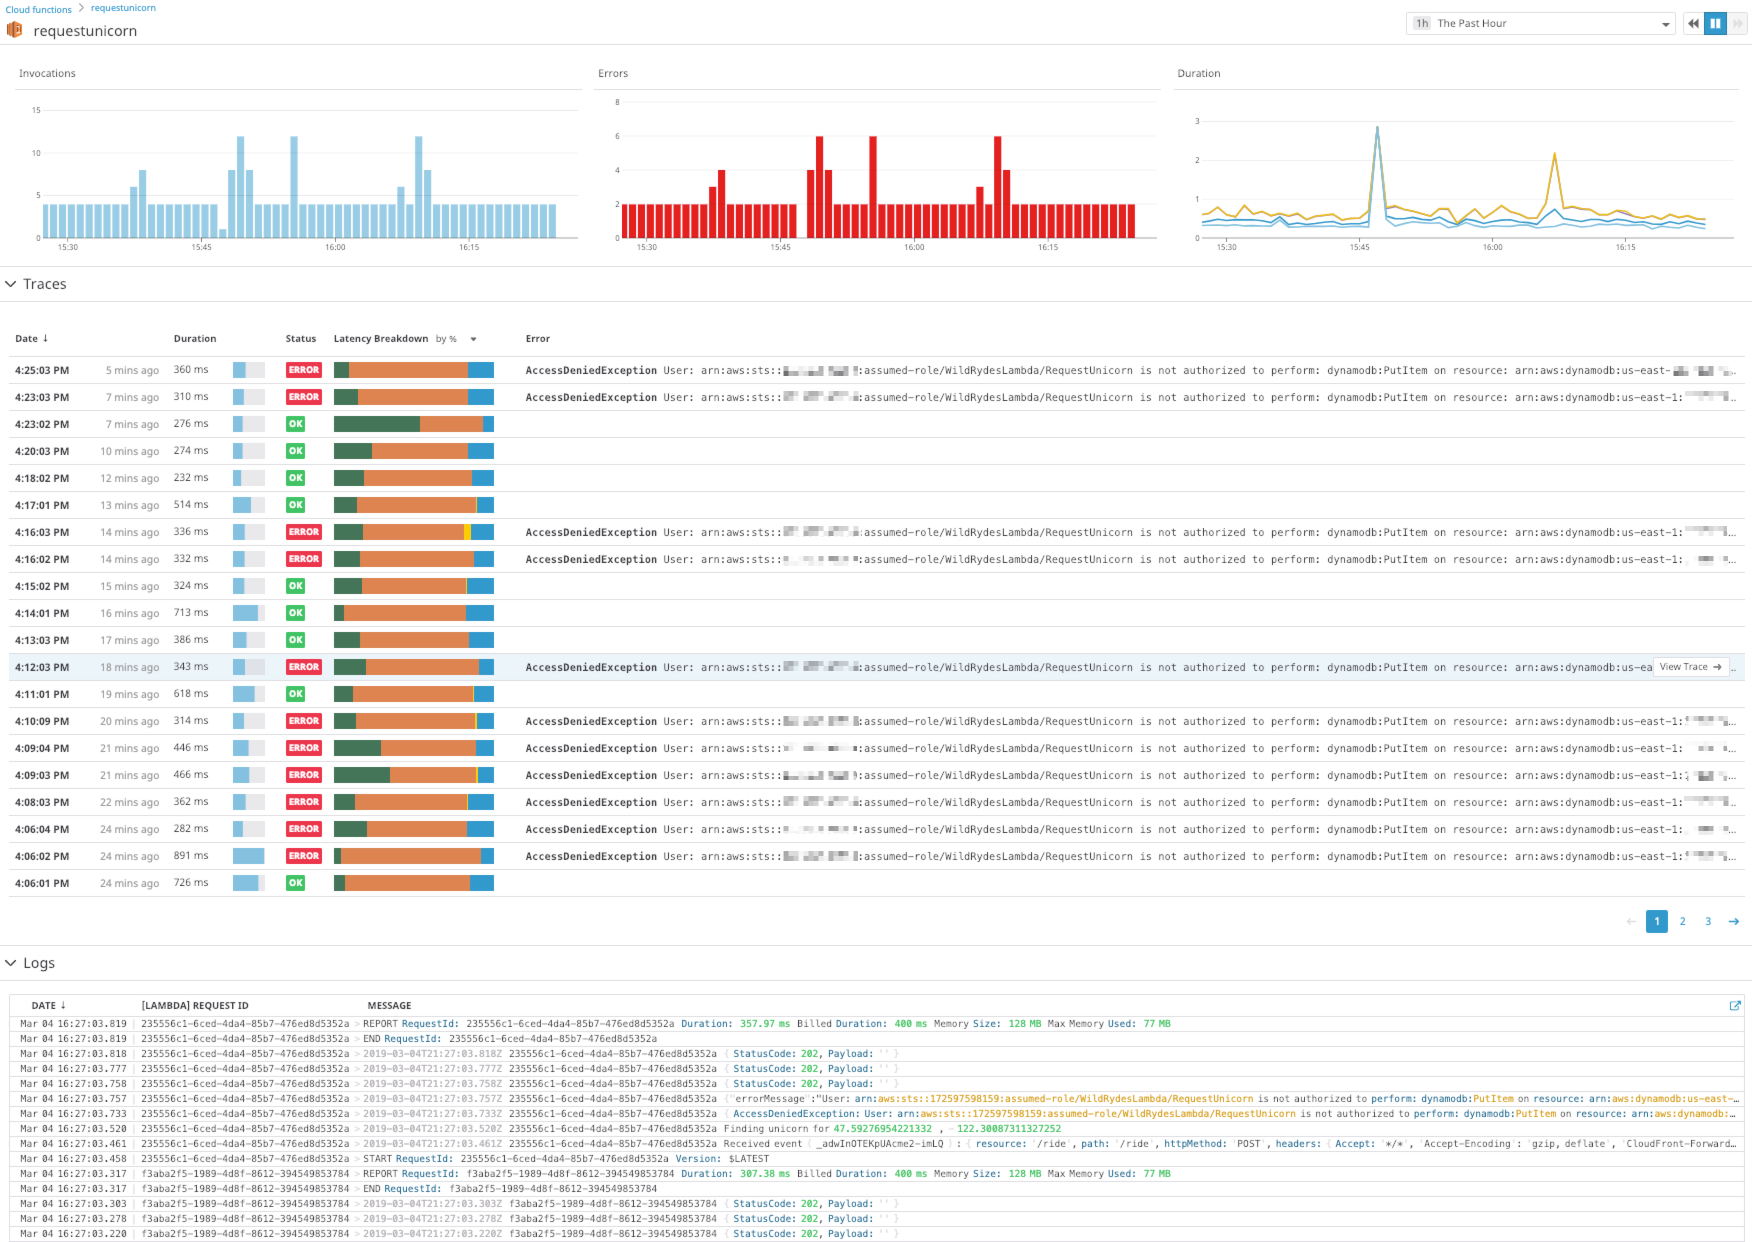 Cloud functions > requestunicorn
requestunicorn
1h The Past Hour
Invocations
15
10
5
0
15:30 15:45 16:00 16:15
Errors
8
6
4
2
0
15:30 15:45 16:00 16:15
Duration
3
2
1
0
15:30 15:45 16:00 16:15
Traces
Date ↓ Duration Status Latency Breakdown by % Error
4:25:03 PM 5 mins ago 360 ms ERROR AccessDeniedException User: arn:aws:sts:: :assumed-role/WildRydesLambda/RequestUnicorn is not authorized to perform: dynamodb:PutItem on resource: arn:aws:dynamodb:us-east- …
4:23:03 PM 7 mins ago 310 ms ERROR AccessDeniedException User: arn:aws:sts:: :assumed-role/WildRydesLambda/RequestUnicorn is not authorized to perform: dynamodb:PutItem on resource: arn:aws:dynamodb:us-east-1: …
4:23:02 PM 7 mins ago 276 ms OK
4:20:03 PM 10 mins ago 274 ms OK
4:18:02 PM 12 mins ago 232 ms OK
4:17:01 PM 13 mins ago 514 ms OK
4:16:03 PM 14 mins ago 336 ms ERROR AccessDeniedException User: arn:aws:sts:: :assumed-role/WildRydesLambda/RequestUnicorn is not authorized to perform: dynamodb:PutItem on resource: arn:aws:dynamodb:us-east-1: …
4:16:02 PM 14 mins ago 332 ms ERROR AccessDeniedException User: arn:aws:sts:: :assumed-role/WildRydesLambda/RequestUnicorn is not authorized to perform: dynamodb:PutItem on resource: arn:aws:dynamodb:us-east-1: …
4:15:02 PM 15 mins ago 324 ms OK
4:14:01 PM 16 mins ago 713 ms OK
4:13:03 PM 17 mins ago 386 ms OK
4:12:03 PM 18 mins ago 343 ms ERROR AccessDeniedException User: arn:aws:sts:: :assumed-role/WildRydesLambda/RequestUnicorn is not authorized to perform: dynamodb:PutItem on resource: arn:aws:dynamodb:us-ea View Trace → …
4:11:01 PM 19 mins ago 618 ms OK
4:10:09 PM 20 mins ago 314 ms ERROR AccessDeniedException User: arn:aws:sts:: :assumed-role/WildRydesLambda/RequestUnicorn is not authorized to perform: dynamodb:PutItem on resource: arn:aws:dynamodb:us-east-1: …
4:09:04 PM 21 mins ago 446 ms ERROR AccessDeniedException User: arn:aws:sts:: :assumed-role/WildRydesLambda/RequestUnicorn is not authorized to perform: dynamodb:PutItem on resource: arn:aws:dynamodb:us-east-1: …
4:09:03 PM 21 mins ago 466 ms ERROR AccessDeniedException User: arn:aws:sts:: :assumed-role/WildRydesLambda/RequestUnicorn is not authorized to perform: dynamodb:PutItem on resource: arn:aws:dynamodb:us-east-1: …
4:08:03 PM 22 mins ago 362 ms ERROR AccessDeniedException User: arn:aws:sts:: :assumed-role/WildRydesLambda/RequestUnicorn is not authorized to perform: dynamodb:PutItem on resource: arn:aws:dynamodb:us-east-1: …
4:06:04 PM 24 mins ago 282 ms ERROR AccessDeniedException User: arn:aws:sts:: :assumed-role/WildRydesLambda/RequestUnicorn is not authorized to perform: dynamodb:PutItem on resource: arn:aws:dynamodb:us-east-1: …
4:06:02 PM 24 mins ago 891 ms ERROR AccessDeniedException User: arn:aws:sts:: :assumed-role/WildRydesLambda/RequestUnicorn is not authorized to perform: dynamodb:PutItem on resource: arn:aws:dynamodb:us-east-1: …
4:06:01 PM 24 mins ago 726 ms OK
← 1 2 3 →
Logs
DATE ↓ [LAMBDA] REQUEST ID MESSAGE
Mar 04 16:27:03.819 235556c1-6ced-4da4-85b7-476ed8d5352a > REPORT RequestId: 235556c1-6ced-4da4-85b7-476ed8d5352a Duration: 357.97 ms Billed Duration: 400 ms Memory Size: 128 MB Max Memory Used: 77 MB
Mar 04 16:27:03.819 235556c1-6ced-4da4-85b7-476ed8d5352a > END RequestId: 235556c1-6ced-4da4-85b7-476ed8d5352a
Mar 04 16:27:03.818 235556c1-6ced-4da4-85b7-476ed8d5352a > 2019-03-04T21:27:03.818Z 235556c1-6ced-4da4-85b7-476ed8d5352a { StatusCode: 202, Payload: '' }
Mar 04 16:27:03.777 235556c1-6ced-4da4-85b7-476ed8d5352a > 2019-03-04T21:27:03.777Z 235556c1-6ced-4da4-85b7-476ed8d5352a { StatusCode: 202, Payload: '' }
Mar 04 16:27:03.758 235556c1-6ced-4da4-85b7-476ed8d5352a > 2019-03-04T21:27:03.758Z 235556c1-6ced-4da4-85b7-476ed8d5352a { StatusCode: 202, Payload: '' }
Mar 04 16:27:03.757 235556c1-6ced-4da4-85b7-476ed8d5352a > 2019-03-04T21:27:03.757Z 235556c1-6ced-4da4-85b7-476ed8d5352a {"errorMessage":"User: arn:aws:sts::172597598159:assumed-role/WildRydesLambda/RequestUnicorn is not authorized to perform: dynamodb:PutItem on resource: arn:aws:dynamodb:us-east-…
Mar 04 16:27:03.733 235556c1-6ced-4da4-85b7-476ed8d5352a > 2019-03-04T21:27:03.733Z 235556c1-6ced-4da4-85b7-476ed8d5352a { AccessDeniedException: User: arn:aws:sts::172597598159:assumed-role/WildRydesLambda/RequestUnicorn is not authorized to perform: dynamodb:PutItem on resource: arn:aws:dynamodb:…
Mar 04 16:27:03.520 235556c1-6ced-4da4-85b7-476ed8d5352a > 2019-03-04T21:27:03.520Z 235556c1-6ced-4da4-85b7-476ed8d5352a Finding unicorn for 47.59276954221332 , -122.30087311327252
Mar 04 16:27:03.461 235556c1-6ced-4da4-85b7-476ed8d5352a > 2019-03-04T21:27:03.461Z 235556c1-6ced-4da4-85b7-476ed8d5352a Received event ( _adwInOTEKpUAcme2-imLQ ) : { resource: '/ride', path: '/ride', httpMethod: 'POST', headers: { Accept: '*/*', 'Accept-Encoding': 'gzip, deflate', 'CloudFront-Forward…
Mar 04 16:27:03.458 235556c1-6ced-4da4-85b7-476ed8d5352a > START RequestId: 235556c1-6ced-4da4-85b7-476ed8d5352a Version: $LATEST
Mar 04 16:27:03.317 f3aba2f5-1989-4d8f-8612-394549853784 > REPORT RequestId: f3aba2f5-1989-4d8f-8612-394549853784 Duration: 307.38 ms Billed Duration: 400 ms Memory Size: 128 MB Max Memory Used: 77 MB
Mar 04 16:27:03.317 f3aba2f5-1989-4d8f-8612-394549853784 > END RequestId: f3aba2f5-1989-4d8f-8612-394549853784
Mar 04 16:27:03.303 f3aba2f5-1989-4d8f-8612-394549853784 > 2019-03-04T21:27:03.303Z f3aba2f5-1989-4d8f-8612-394549853784 { StatusCode: 202, Payload: '' }
Mar 04 16:27:03.278 f3aba2f5-1989-4d8f-8612-394549853784 > 2019-03-04T21:27:03.278Z f3aba2f5-1989-4d8f-8612-394549853784 { StatusCode: 202, Payload: '' }
Mar 04 16:27:03.220 f3aba2f5-1989-4d8f-8612-394549853784 > 2019-03-04T21:27:03.220Z f3aba2f5-1989-4d8f-8612-394549853784 { StatusCode: 202, Payload: '' }